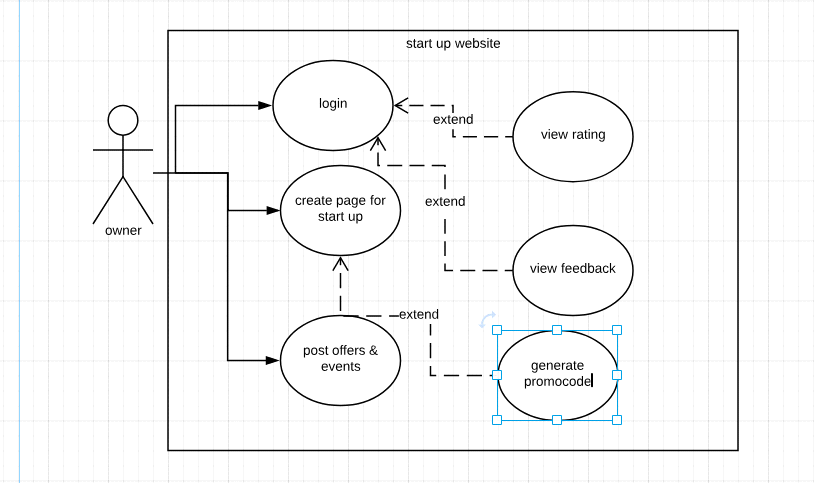 start up website
login
extend
view rating
create page for
start up
extend
owner
view feedback
extend
post offers &
events
generate
promocode